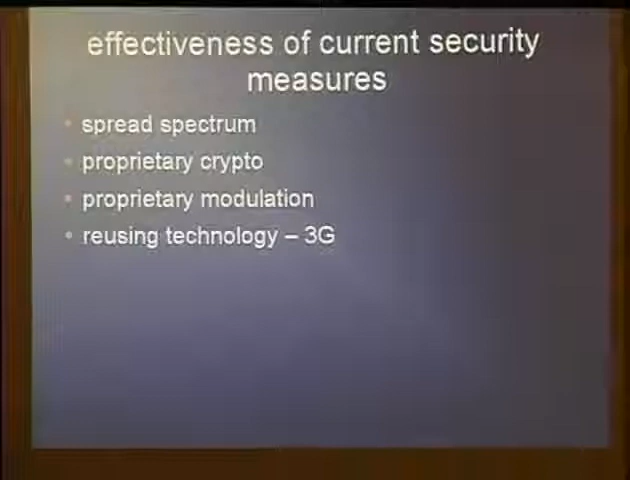 effectiveness of current security
measures
• spread spectrum
• proprietary crypto
• proprietary modulation
• reusing technology – 3G